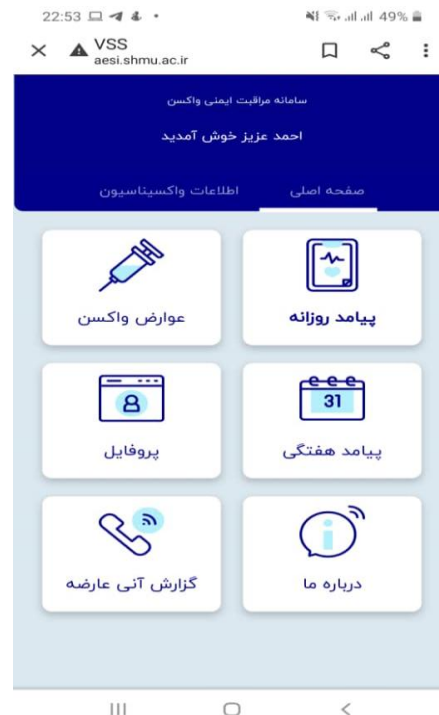 22:53
49%
VSS
aesi.shmu.ac.ir
سامانه مراقبت ایمنی واکسن
احمد عزیز خوش آمدید
صفحه اصلی
اطلاعات واکسیناسیون
پیامد روزانه
عوارض واکسن
31
پیامد هفتگی
پروفایل
درباره ما
گزارش آنی عارضه